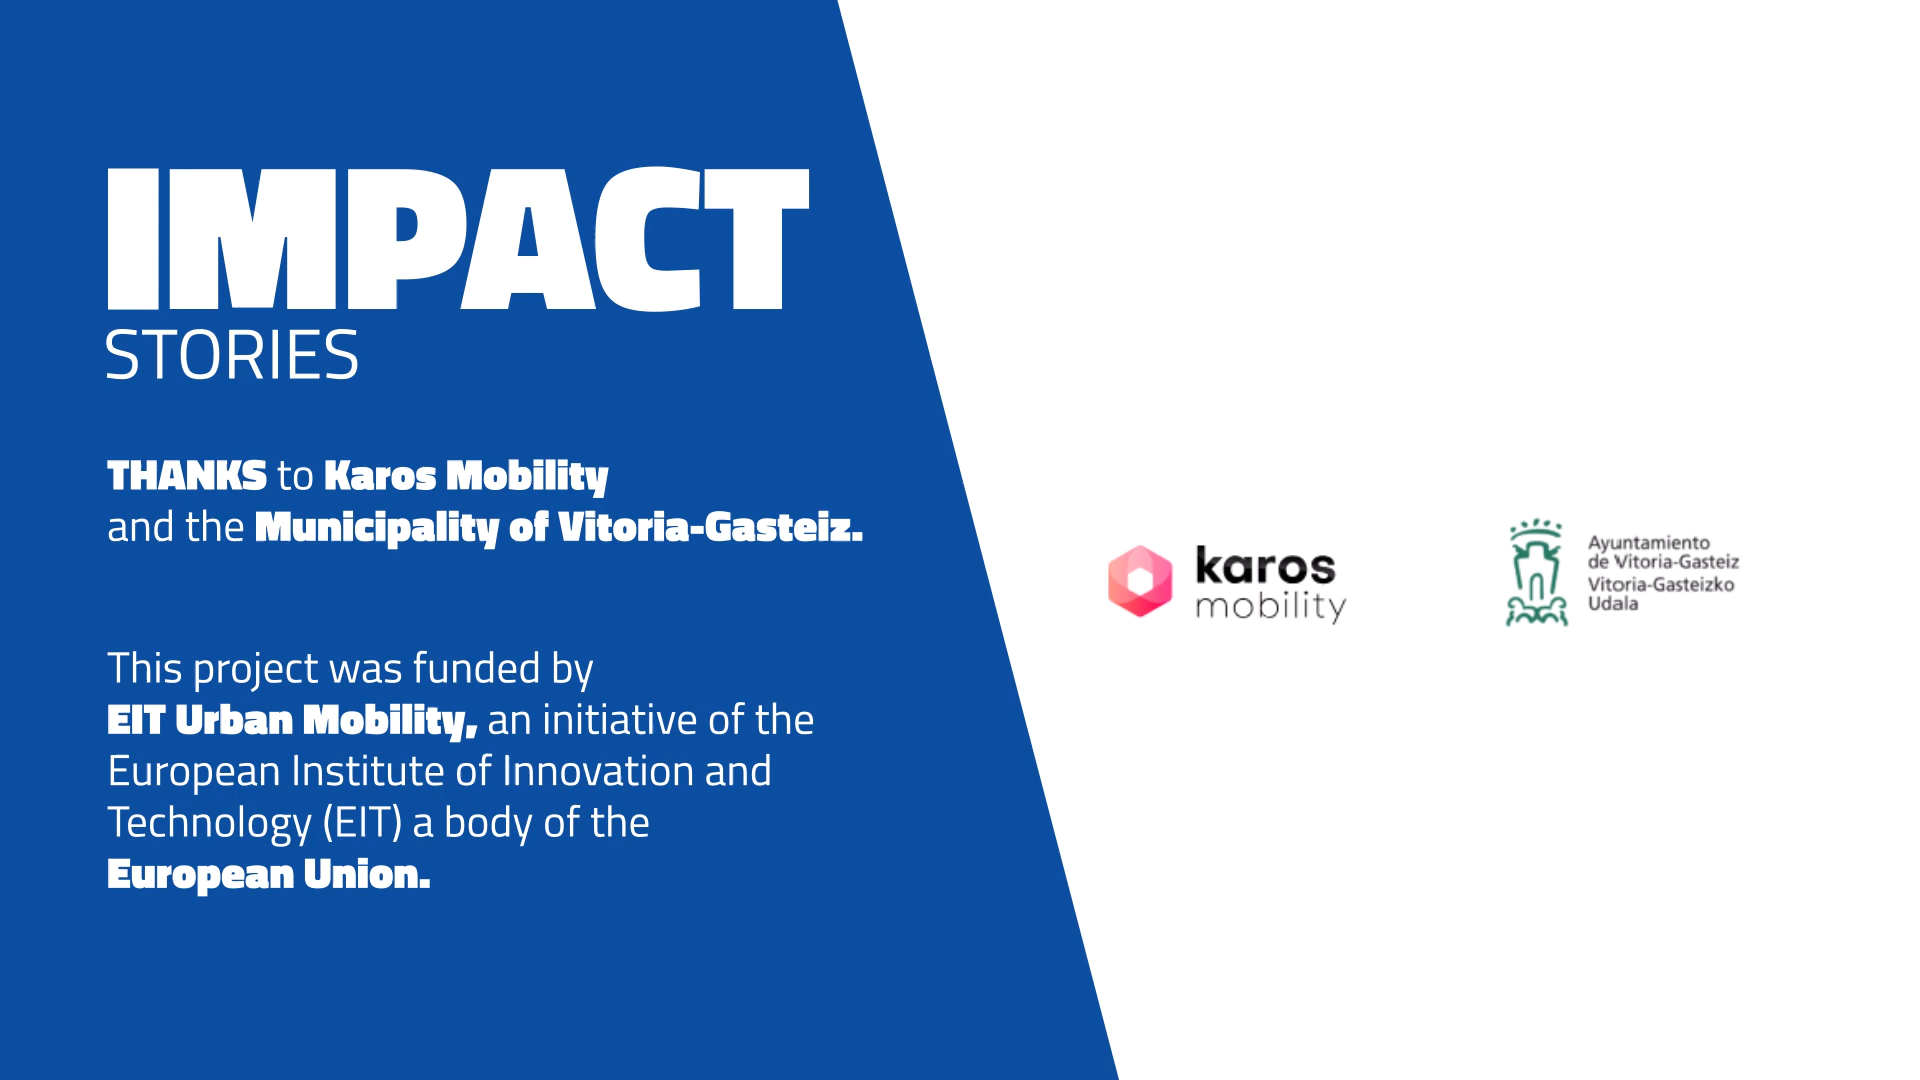 IMPACT
STORIES
THANKS to Karos Mobility
and the Municipality of Vitoria-Gasteiz.
This project was funded by
EIT Urban Mobility, an initiative of the
European Institute of Innovation and
Technology (EIT) a body of the
European Union.
karos
mobility
Ayuntamiento
de Vitoria-Gasteiz
Vitoria-Gasteizko
Udala